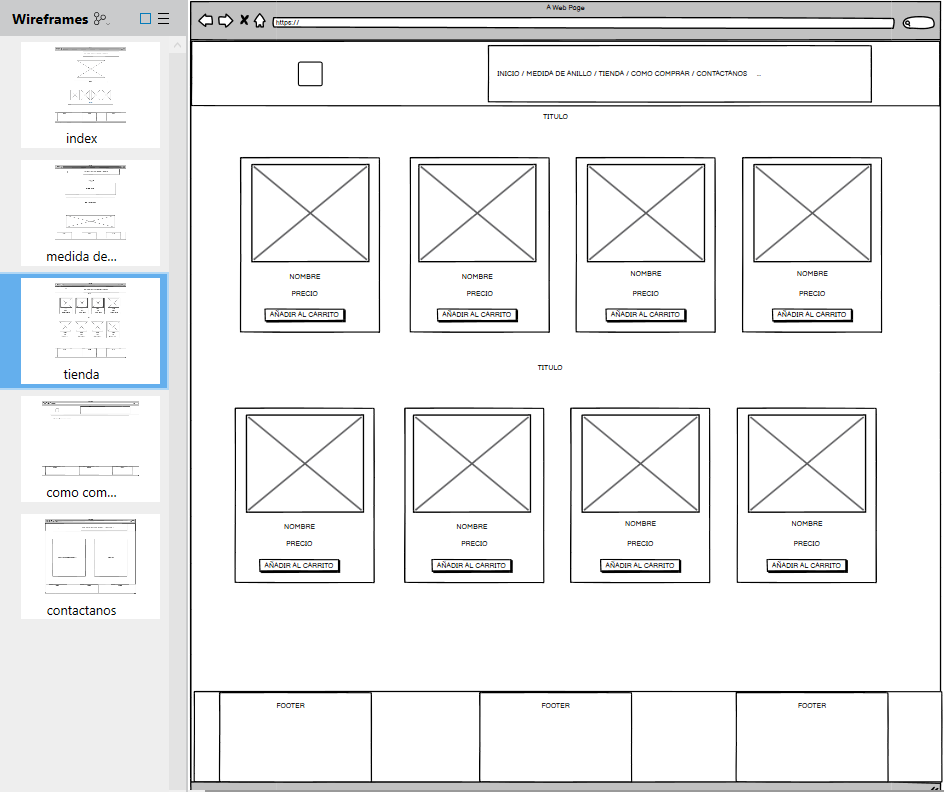 Wireframes
index
medida de...
tienda
como com...
contactanos
A Web Page
https://
INICIO / MEDIDA DE ANILLO / TIENDA / COMO COMPRAR / CONTACTANOS ...
TITULO
NOMBRE NOMBRE NOMBRE NOMBRE
PRECIO PRECIO PRECIO PRECIO
AÑADIR AL CARRITO AÑADIR AL CARRITO AÑADIR AL CARRITO AÑADIR AL CARRITO
TITULO
NOMBRE NOMBRE NOMBRE NOMBRE
PRECIO PRECIO PRECIO PRECIO
AÑADIR AL CARRITO AÑADIR AL CARRITO AÑADIR AL CARRITO AÑADIR AL CARRITO
FOOTER FOOTER FOOTER